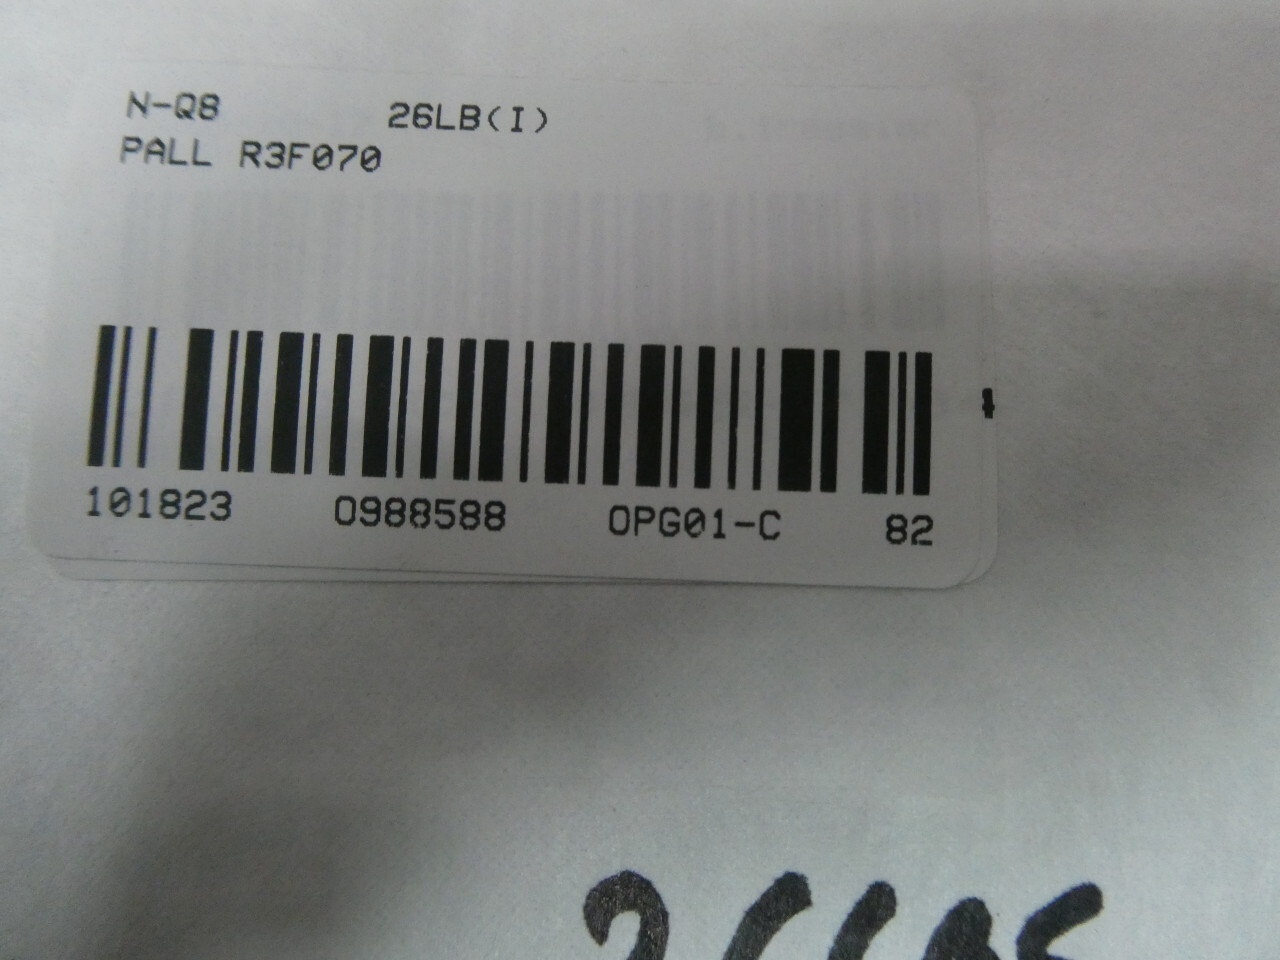 N-Q8 26LB(I)
PALL R3F070
101823 0988588 OPG01-C 82